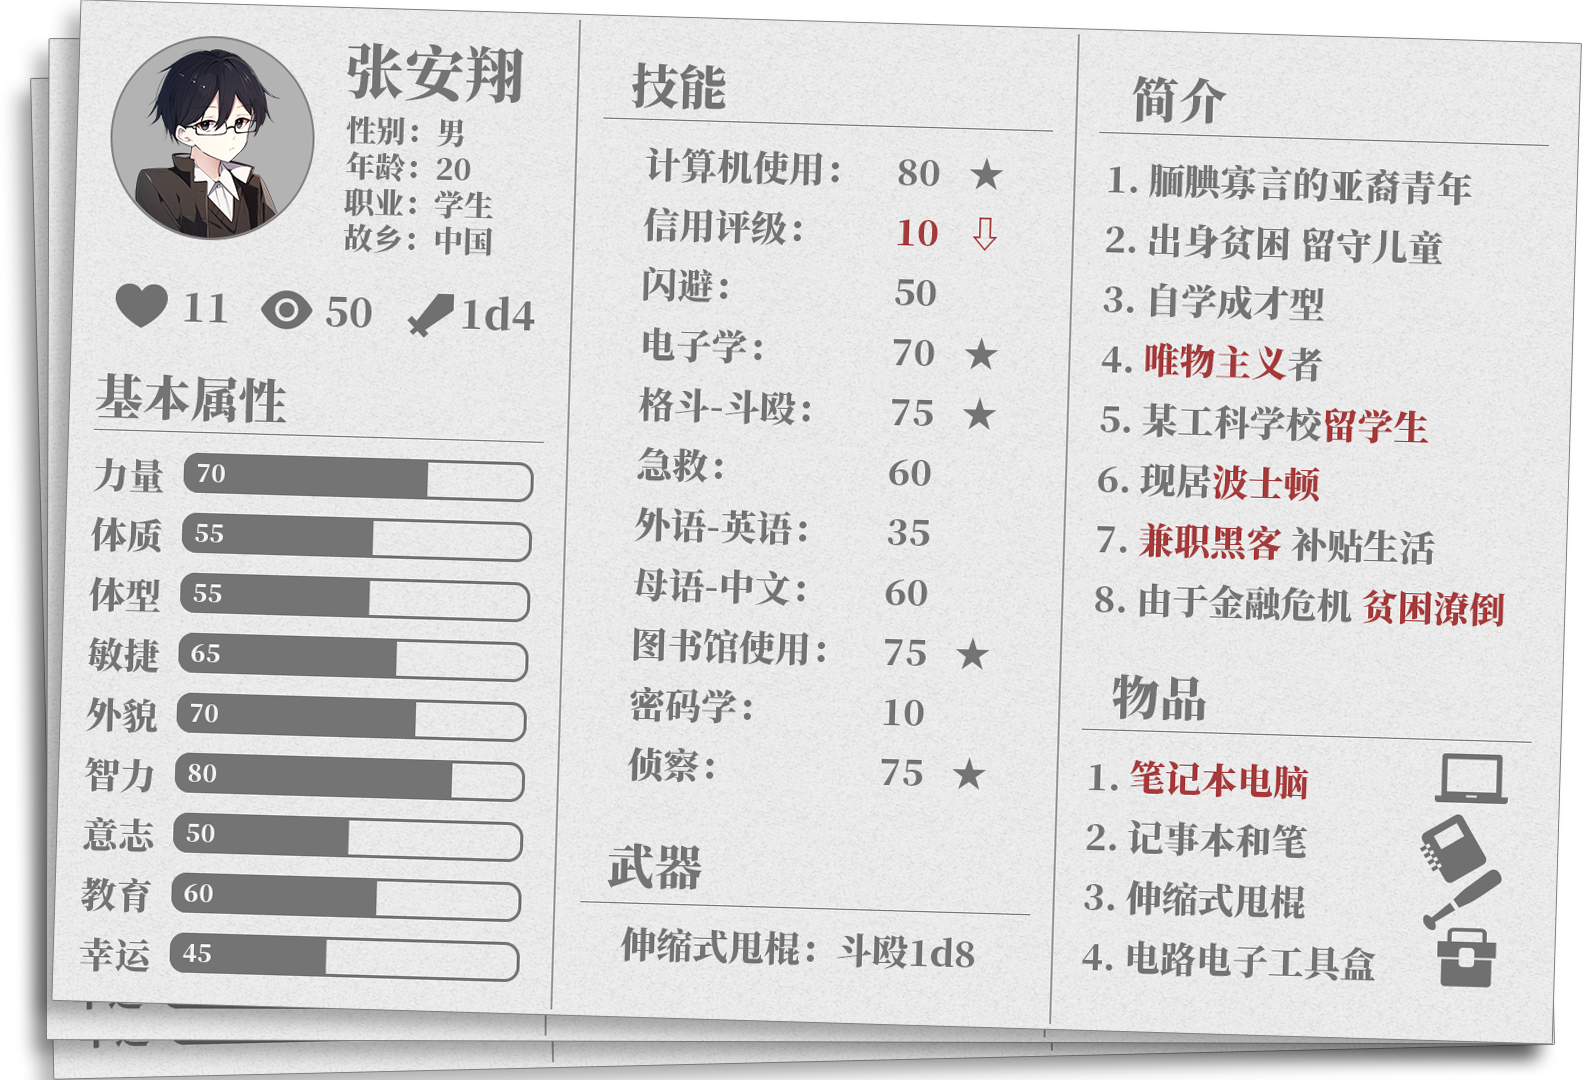 张安翔
性别：男
年龄：20
职业：学生
故乡：中国
11 50 1d4
基本属性
力量 70
体质 55
体型 55
敏捷 65
外貌 70
智力 80
意志 50
教育 60
幸运 45
技能
计算机使用： 80 ★
信用评级： 10
闪避： 50
电子学： 70 ★
格斗-斗殴： 75 ★
急救： 60
外语-英语： 35
母语-中文： 60
图书馆使用： 75 ★
密码学： 10
侦察： 75 ★
武器
伸缩式甩棍：斗殴1d8
简介
1. 腼腆寡言的亚裔青年
2. 出身贫困 留守儿童
3. 自学成才型
4. 唯物主义者
5. 某工科学校留学生
6. 现居波士顿
7. 兼职黑客 补贴生活
8. 由于金融危机 贫困潦倒
物品
1. 笔记本电脑
2. 记事本和笔
3. 伸缩式甩棍
4. 电路电子工具盒